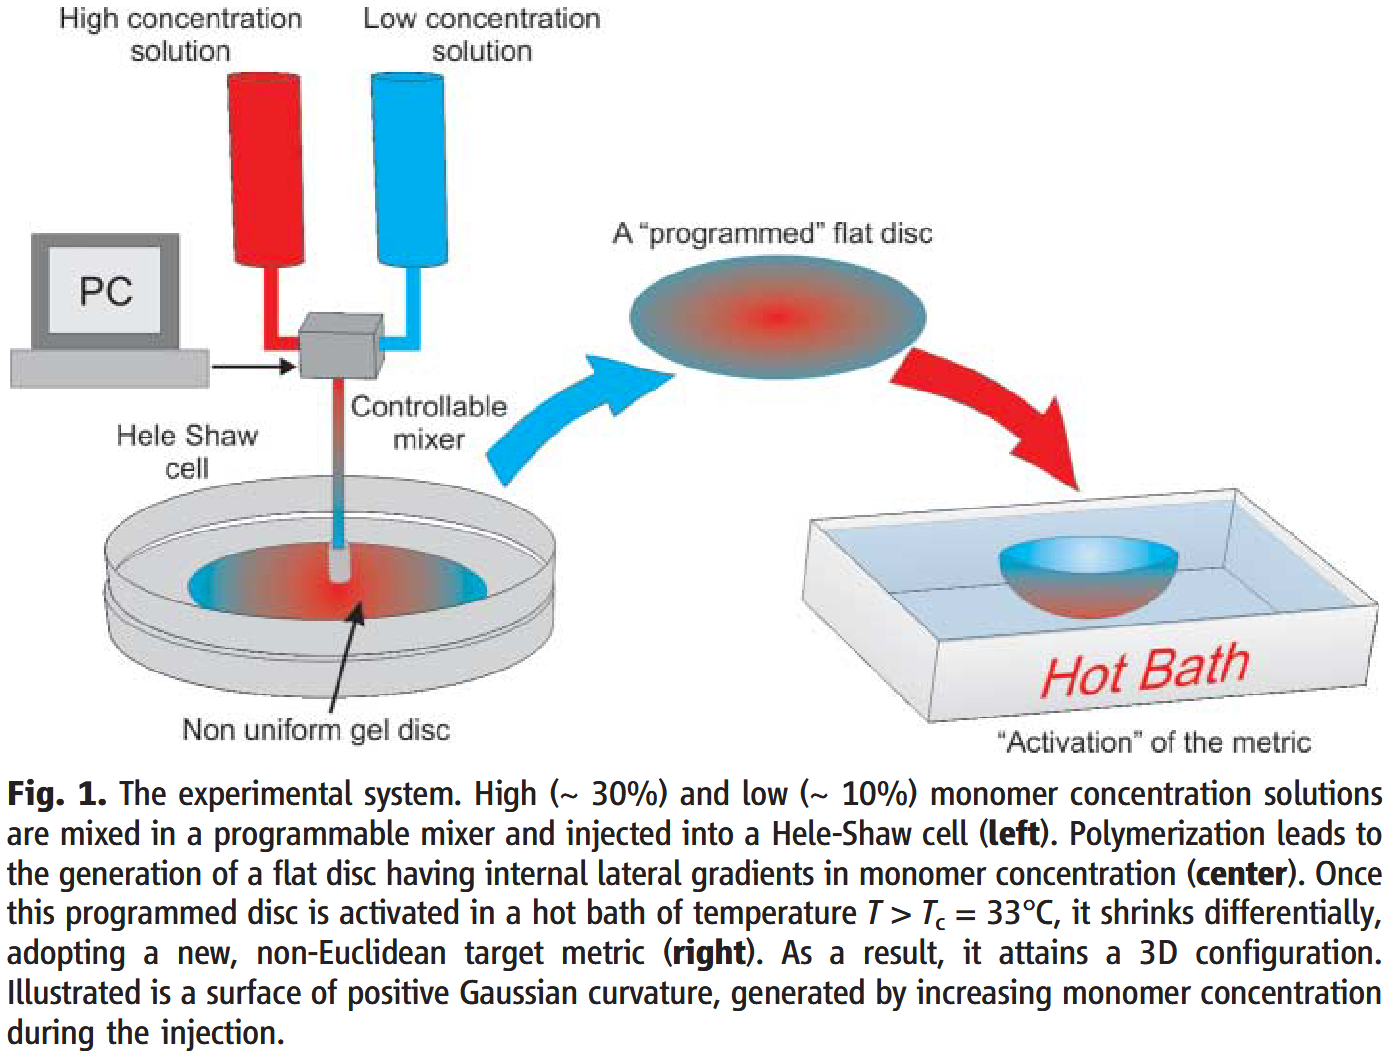 High concentration
solution
Low concentration
solution
PC
Controllable
mixer
Hele Shaw
cell
Non uniform gel disc
A “programmed” flat disc
Hot Bath
“Activation” of the metric
Fig. 1. The experimental system. High (~ 30%) and low (~ 10%) monomer concentration solutions
are mixed in a programmable mixer and injected into a Hele-Shaw cell (left). Polymerization leads to
the generation of a flat disc having internal lateral gradients in monomer concentration (center). Once
this programmed disc is activated in a hot bath of temperature T > Tc = 33°C, it shrinks differentially,
adopting a new, non-Euclidean target metric (right). As a result, it attains a 3D configuration.
Illustrated is a surface of positive Gaussian curvature, generated by increasing monomer concentration
during the injection.